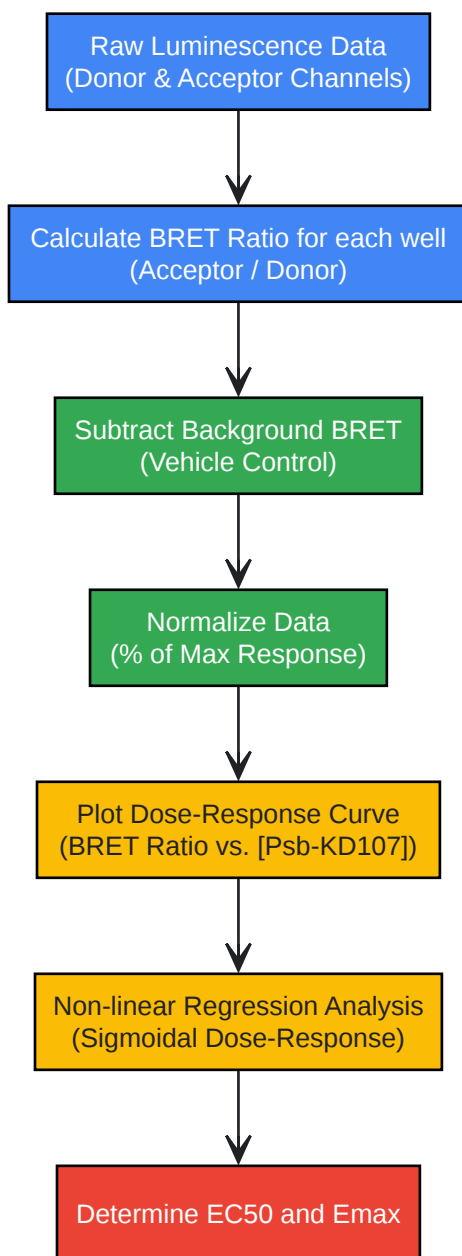 Raw Luminescence Data
(Donor & Acceptor Channels)
Calculate BRET Ratio for each well
(Acceptor / Donor)
Subtract Background BRET
(Vehicle Control)
Normalize Data
(% of Max Response)
Plot Dose-Response Curve
(BRET Ratio vs. [Psb-KD107])
Non-linear Regression Analysis
(Sigmoidal Dose-Response)
Determine EC50 and Emax